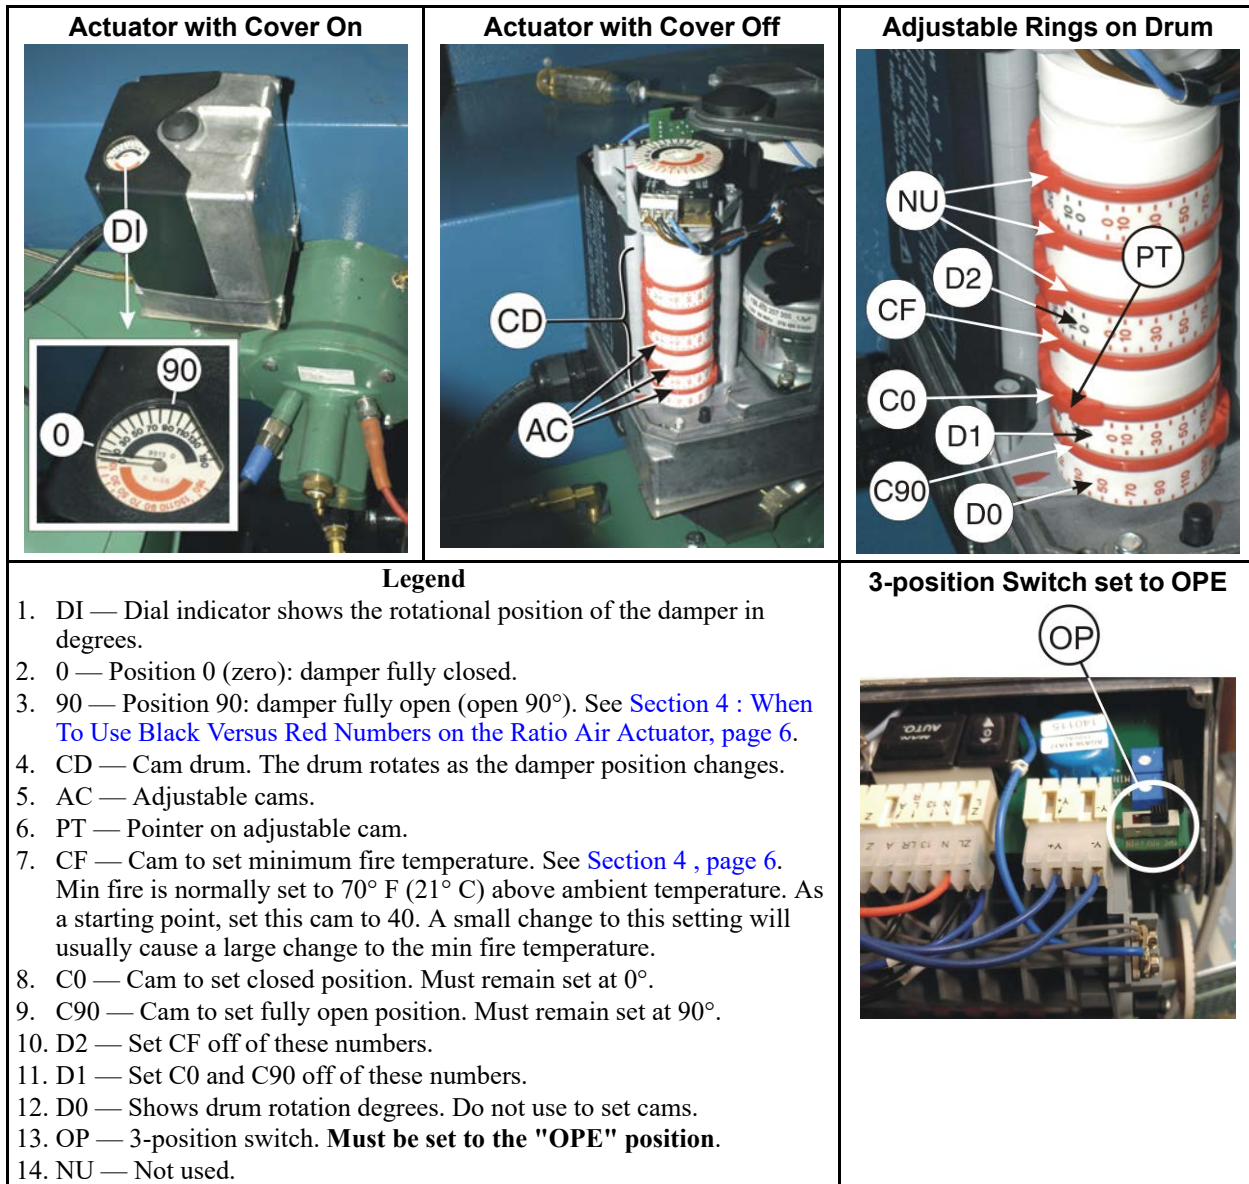 Actuator with Cover On
Actuator with Cover Off
Adjustable Rings on Drum
DI
90
0
CD
AC
NU
PT
D2
CF
C0
D1
C90
D0
Legend
1. DI — Dial indicator shows the rotational position of the damper in
degrees.
2. 0 — Position 0 (zero): damper fully closed.
3. 90 — Position 90: damper fully open (open 90°). See Section 4 : When
To Use Black Versus Red Numbers on the Ratio Air Actuator, page 6.
4. CD — Cam drum. The drum rotates as the damper position changes.
5. AC — Adjustable cams.
6. PT — Pointer on adjustable cam.
7. CF — Cam to set minimum fire temperature. See Section 4 , page 6.
Min fire is normally set to 70° F (21° C) above ambient temperature. As
a starting point, set this cam to 40. A small change to this setting will
usually cause a large change to the min fire temperature.
8. C0 — Cam to set closed position. Must remain set at 0°.
9. C90 — Cam to set fully open position. Must remain set at 90°.
10. D2 — Set CF off of these numbers.
11. D1 — Set C0 and C90 off of these numbers.
12. D0 — Shows drum rotation degrees. Do not use to set cams.
13. OP — 3-position switch. Must be set to the "OPE" position.
14. NU — Not used.
3-position Switch set to OPE
OP
MAN.
AUTO.
Z A LR A 13 N ZL
Y+ Y-